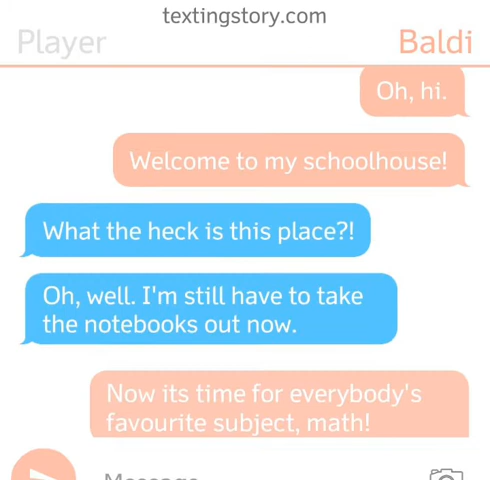 textingstory.com
Player
Baldi
Oh, hi.
Welcome to my schoolhouse!
What the heck is this place?!
Oh, well. I'm still have to take
the notebooks out now.
Now its time for everybody's
favourite subject, math!
Message